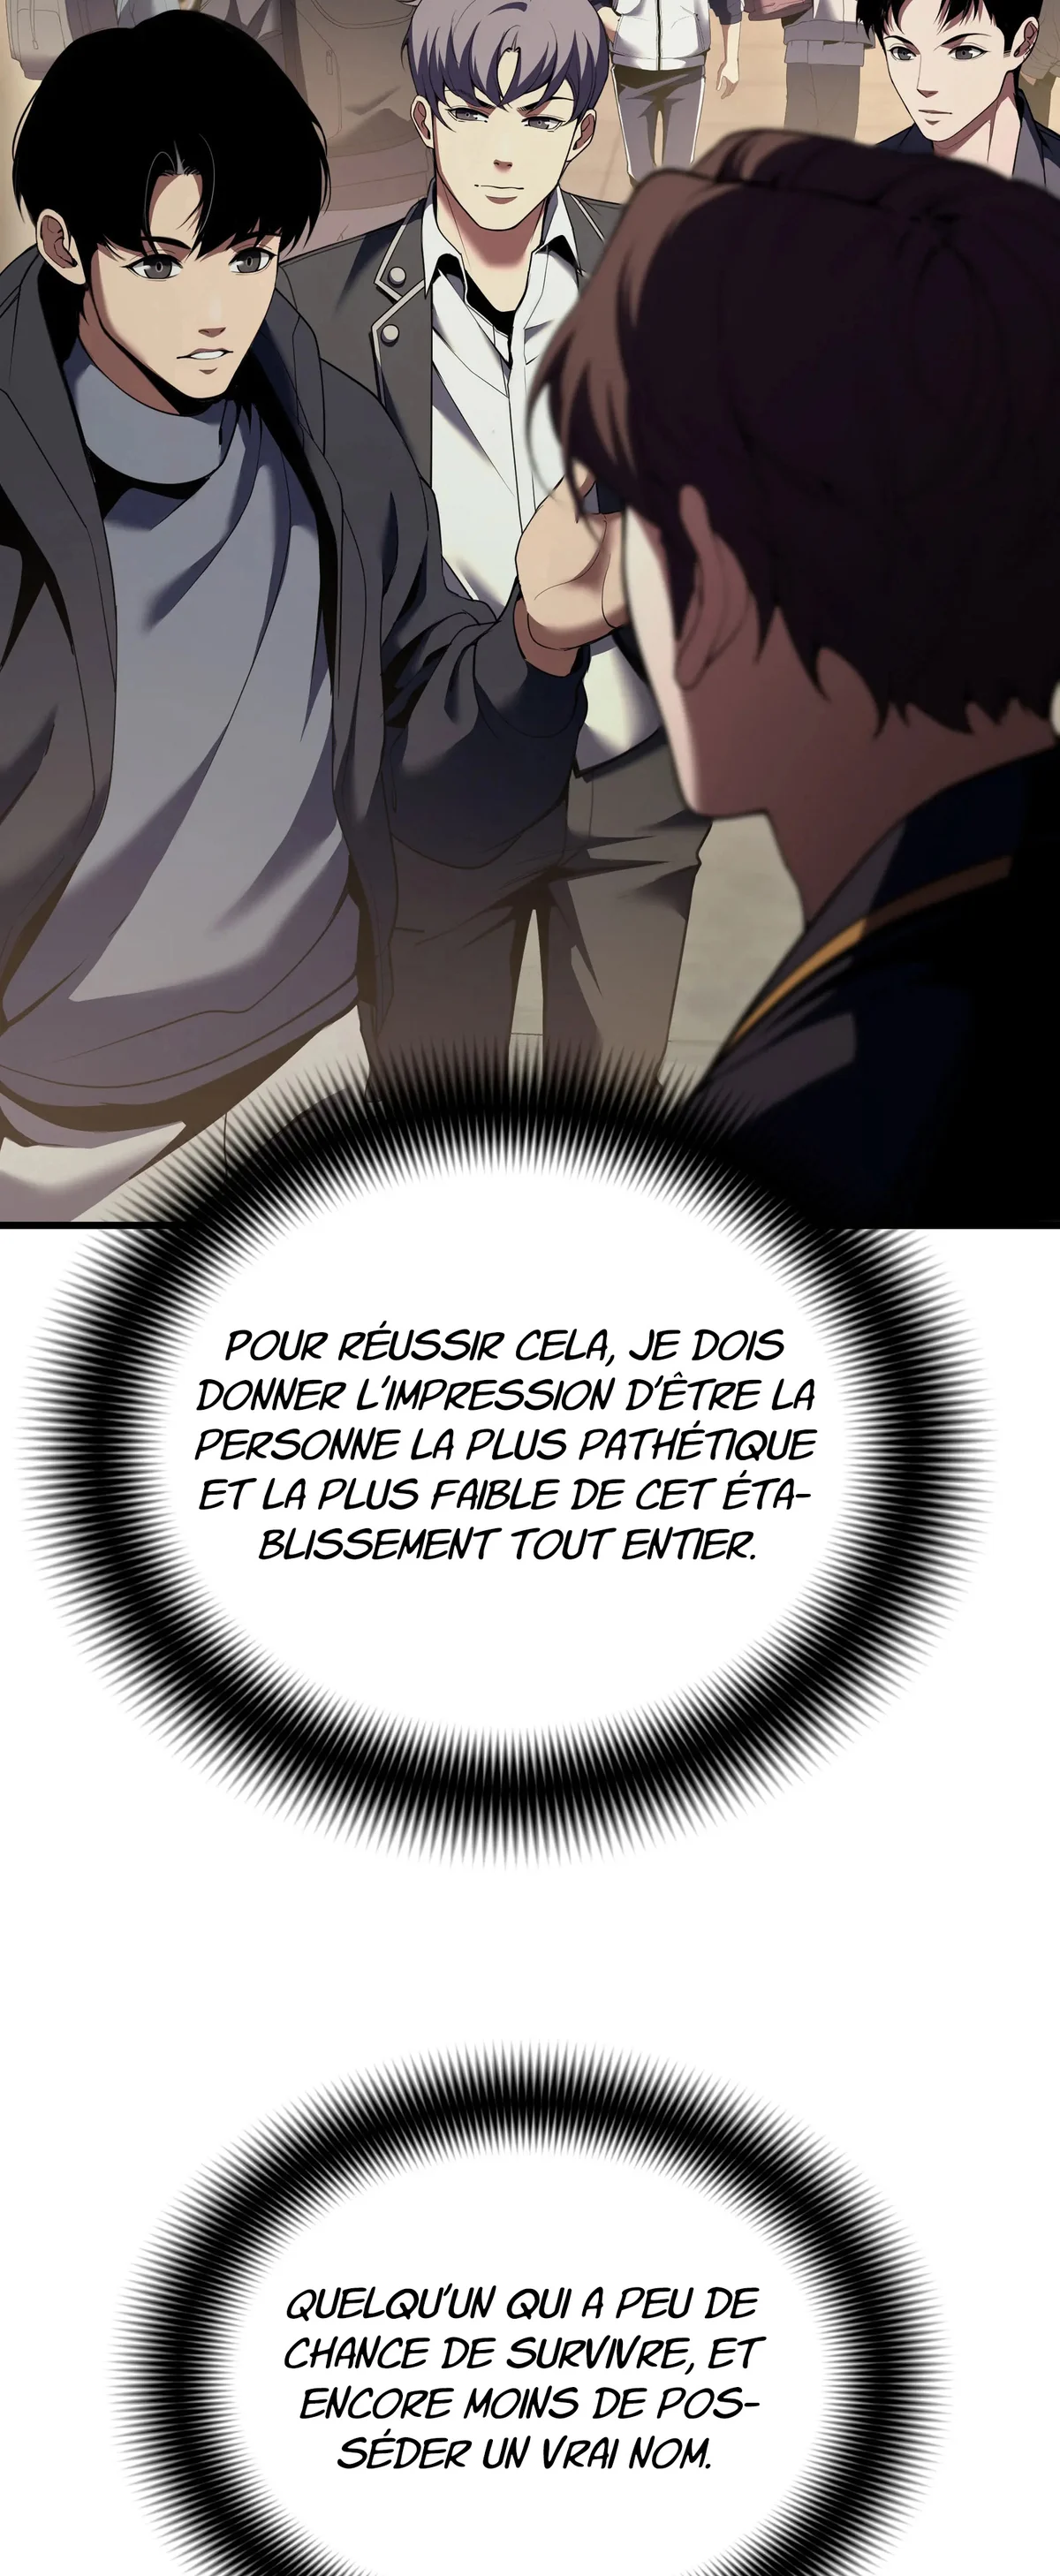 POUR RÉUSSIR CELA, JE DOIS
DONNER L'IMPRESSION D'ÊTRE LA
PERSONNE LA PLUS PATHÉTIQUE
ET LA PLUS FAIBLE DE CET ÉTA-
BLISSEMENT TOUT ENTIER.
QUELQU'UN QUI A PEU DE
CHANCE DE SURVIVRE, ET
ENCORE MOINS DE POS-
SÉDER UN VRAI NOM.